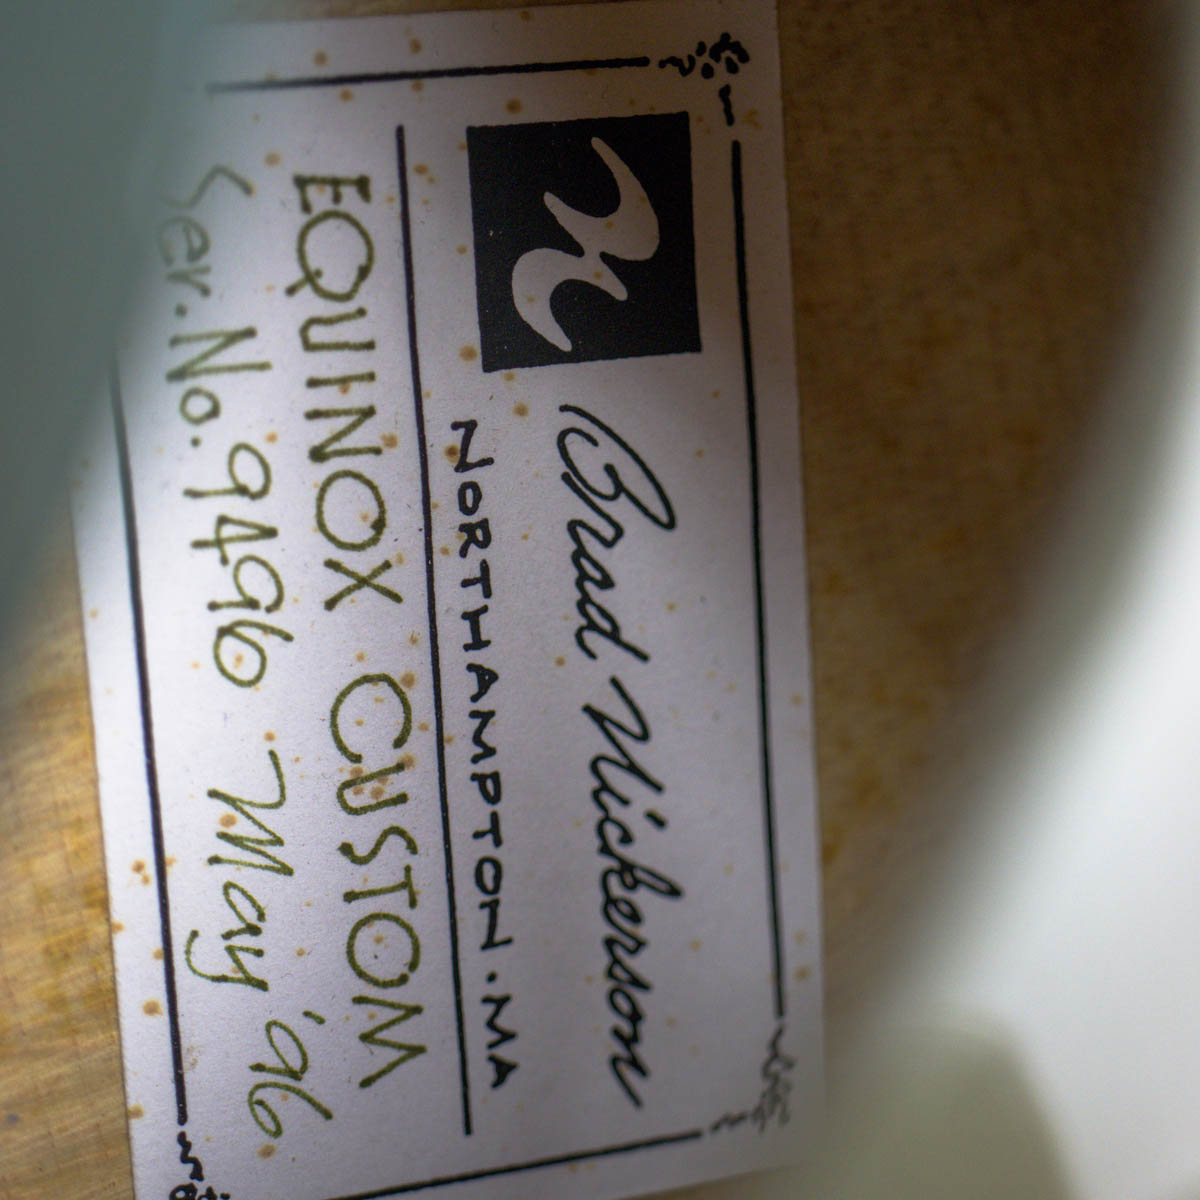 n
Brad Nickerson
NORTHAMPTON·MA
EQUINOX CUSTOM
Ser. No. 9496 May '96